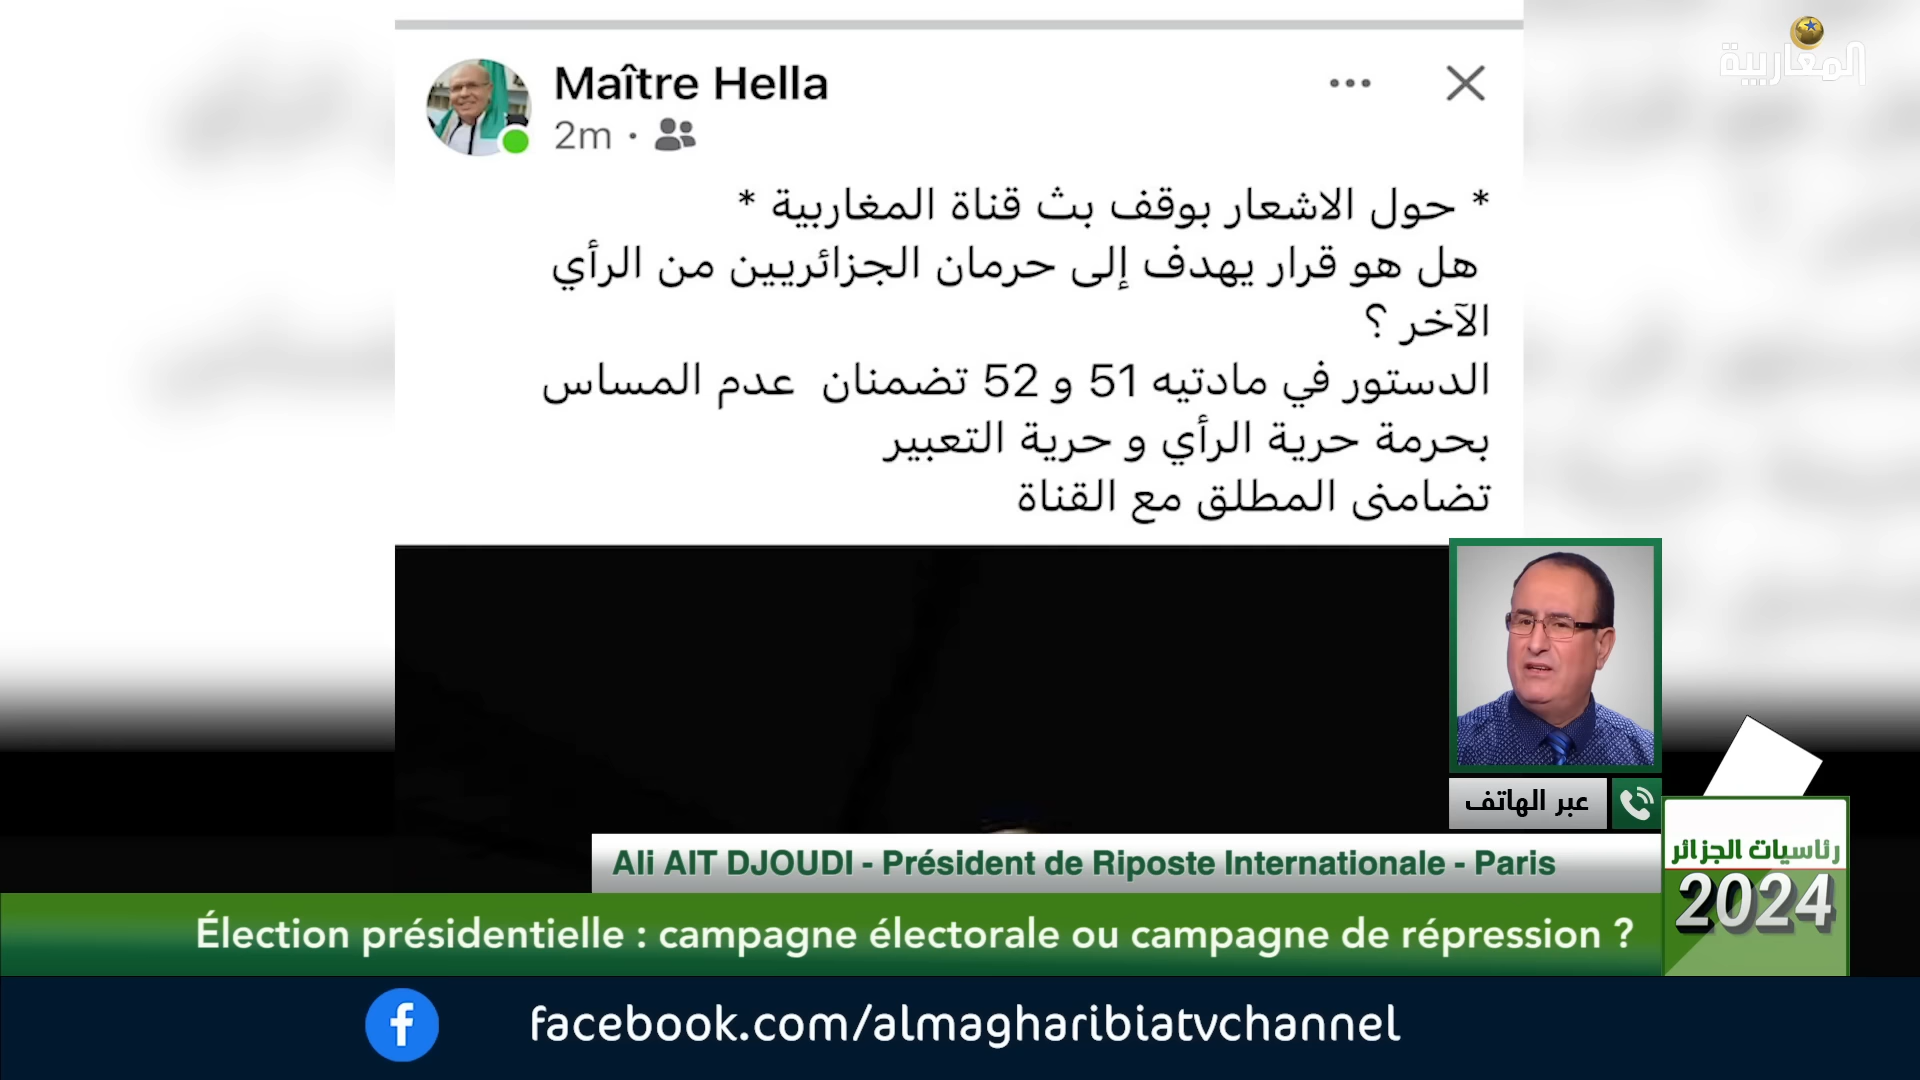 المغاربية
Maître Hella
2m
* حول الاشعار بوقف بث قناة المغاربية *
هل هو قرار يهدف إلى حرمان الجزائريين من الرأي
الآخر ؟
الدستور في مادتيه 51 و 52 تضمنان عدم المساس
بحرمة حرية الرأي و حرية التعبير
تضامنى المطلق مع القناة
عبر الهاتف
Ali AIT DJOUDI - Président de Riposte Internationale - Paris
رئاسيات الجزائر
2024
Élection présidentielle : campagne électorale ou campagne de répression ?
facebook.com/almagharibiatvchannel